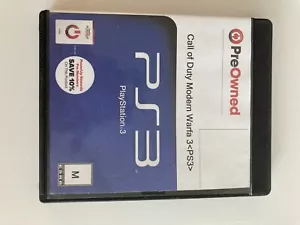 PreOwned
Call of Duty Modern Warfa
3<PS3>
PS3
PlayStation.3
SAVE 10%
M